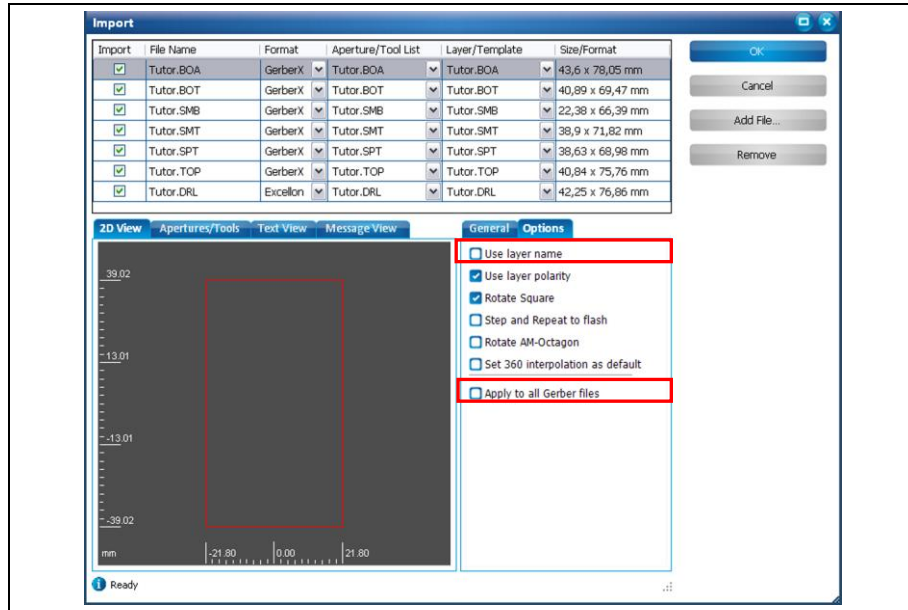 Import
Import File Name Format Aperture/Tool List Layer/Template Size/Format
Tutor.BOA GerberX Tutor.BOA Tutor.BOA 43,6 x 78,05 mm
Tutor.BOT GerberX Tutor.BOT Tutor.BOT 40,89 x 69,47 mm
Tutor.SMB GerberX Tutor.SMB Tutor.SMB 22,38 x 66,39 mm
Tutor.SMT GerberX Tutor.SMT Tutor.SMT 38,9 x 71,82 mm
Tutor.SPT GerberX Tutor.SPT Tutor.SPT 38,63 x 68,98 mm
Tutor.TOP GerberX Tutor.TOP Tutor.TOP 40,84 x 75,76 mm
Tutor.DRL Excellon Tutor.DRL Tutor.DRL 42,25 x 76,86 mm
OK
Cancel
Add File...
Remove
2D View Apertures/Tools Text View Message View
39.02
-13.01
-13.01
-39.02
mm -21.80 0.00 21.80
General Options
Use layer name
Use layer polarity
Rotate Square
Step and Repeat to flash
Rotate AM-Octagon
Set 360 interpolation as default
Apply to all Gerber files
Ready